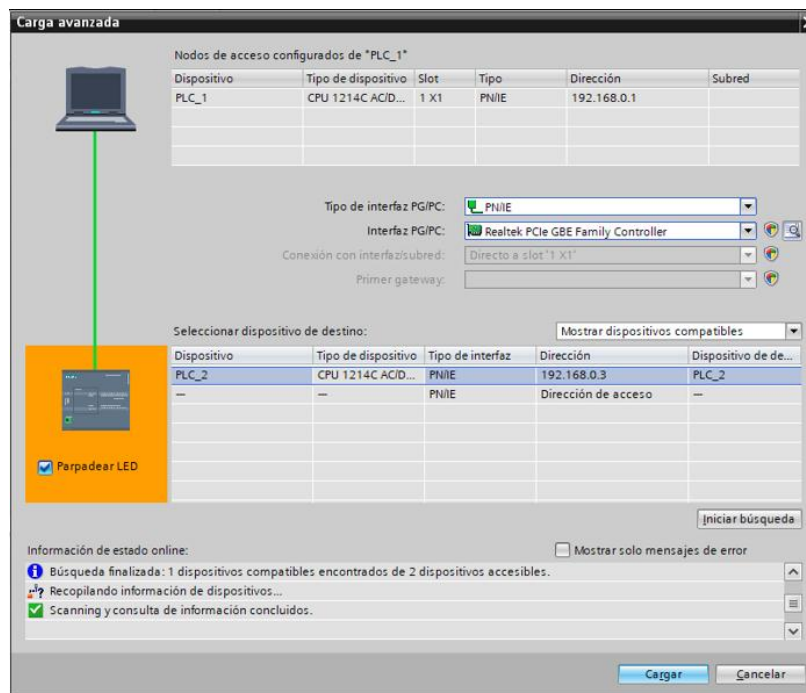 Carga avanzada
Nodos de acceso configurados de "PLC_1"
Dispositivo Tipo de dispositivo Slot Tipo Dirección Subred
PLC_1 CPU 1214C AC/D... 1 X1 PN/IE 192.168.0.1
Tipo de interfaz PG/PC: PN/IE
Interfaz PG/PC: Realtek PCIe GBE Family Controller
Conexión con interfaz/subred: Directo a slot '1 X1'
Primer gateway:
Seleccionar dispositivo de destino: Mostrar dispositivos compatibles
Dispositivo Tipo de dispositivo Tipo de interfaz Dirección Dispositivo de de...
PLC_2 CPU 1214C AC/D... PN/IE 192.168.0.3 PLC_2
— — PN/IE Dirección de acceso —
Parpadear LED
Iniciar búsqueda
Información de estado online: Mostrar solo mensajes de error
Búsqueda finalizada: 1 dispositivos compatibles encontrados de 2 dispositivos accesibles.
Recopilando información de dispositivos...
Scanning y consulta de información concluidos.
Cargar Cancelar